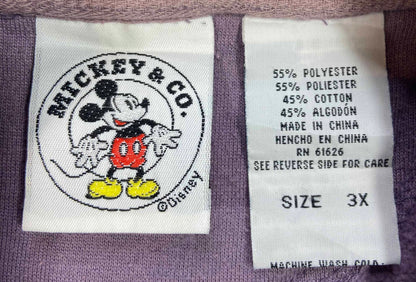 MICKEY & CO.
©Disney
55% POLYESTER
55% POLIESTER
45% COTTON
45% ALGODÓN
MADE IN CHINA
HENCHO EN CHINA
RN 61626
SEE REVERSE SIDE FOR CARE
SIZE 3X
MACHINE WASH COLD.